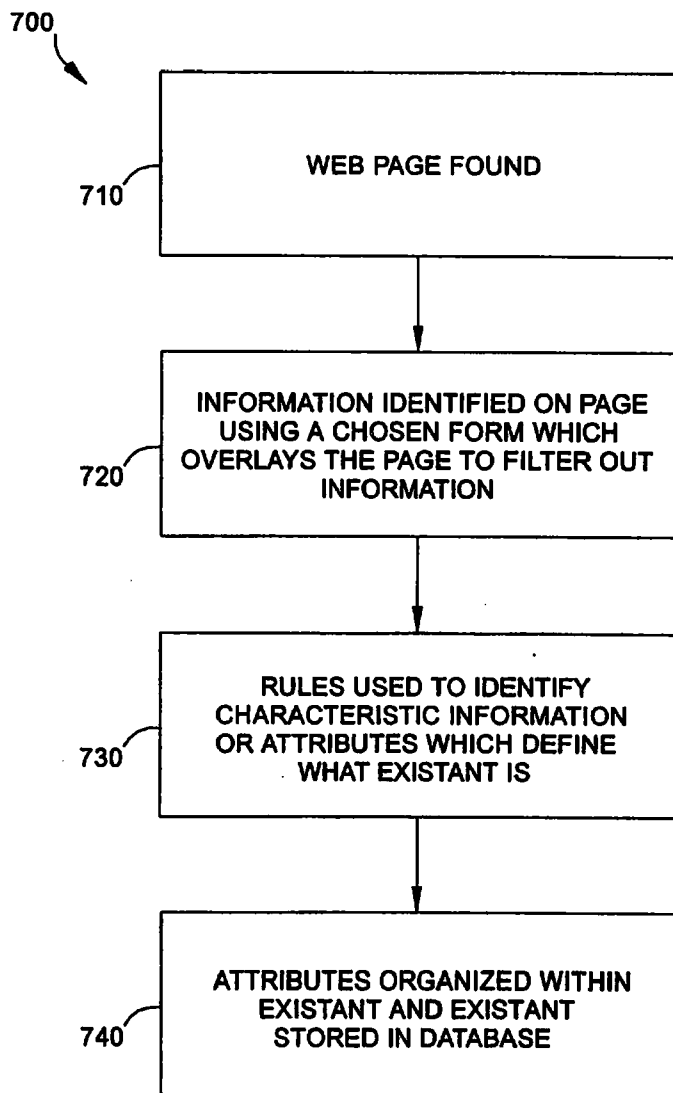 700
WEB PAGE FOUND
710
INFORMATION IDENTIFIED ON PAGE
USING A CHOSEN FORM WHICH
OVERLAYS THE PAGE TO FILTER OUT
INFORMATION
720
RULES USED TO IDENTIFY
CHARACTERISTIC INFORMATION
OR ATTRIBUTES WHICH DEFINE
WHAT EXISTANT IS
730
ATTRIBUTES ORGANIZED WITHIN
EXISTANT AND EXISTANT
STORED IN DATABASE
740